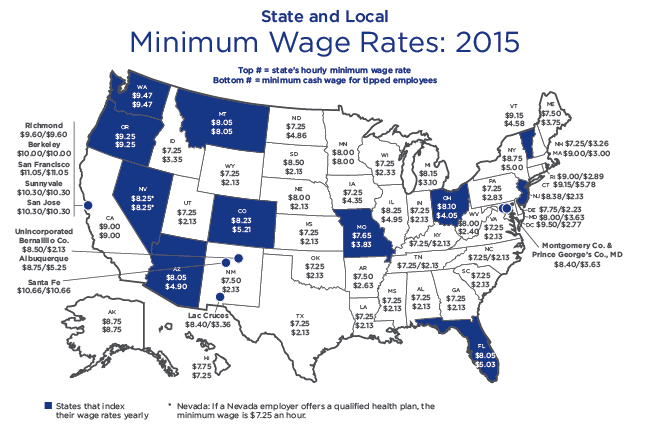 State and Local
Minimum Wage Rates: 2015
Top # = state's hourly minimum wage rate
Bottom # = minimum cash wage for tipped employees
WA
$9.47
$9.47
OR
$9.25
$9.25
MT
$8.05
$8.05
ID
$7.25
$3.35
ND
$7.25
$4.86
MN
$8.00
$8.00
SD
$8.50
$2.13
WY
$7.25
$2.13
WI
$7.25
$2.33
MI
$8.15
$3.10
VT
$9.15
$4.58
ME
$7.50
$3.75
NH $7.25/$3.26
MA $9.00/$3.00
NY
$8.75
$5.00
RI $9.00/$2.89
CT $9.15/$5.78
NJ $8.38/$2.13
PA
$7.25
$2.83
DE $7.75/$2.23
MD $8.00/$3.63
DC $9.50/$2.77
Montgomery Co. &
Prince George's Co., MD
$8.40/$3.63
Richmond
$9.60/$9.60
Berkeley
$10.00/$10.00
San Francisco
$11.05/$11.05
Sunnyvale
$10.30/$10.30
San Jose
$10.30/$10.30
Unincorporated
Bernalillo Co.
$8.50/$2.13
Albuquerque
$8.75/$5.25
Santa Fe
$10.66/$10.66
Las Cruces
$8.40/$3.36
NV
$8.25*
$8.25*
CA
$9.00
$9.00
UT
$7.25
$2.13
CO
$8.23
$5.21
AZ
$8.05
$4.90
NM
$7.50
$2.13
NE
$8.00
$2.13
KS
$7.25
$2.13
OK
$7.25
$2.13
TX
$7.25
$2.13
IA
$7.25
$4.35
MO
$7.65
$3.83
AR
$7.50
$2.63
LA
$7.25
$2.13
IL
$8.25
$4.95
IN
$7.25
$2.13
OH
$4.05
WV
$8.00
$2.40
VA
$7.25
$2.13
KY
$7.25/$2.13
TN
$7.25/$2.13
NC
$7.25/$2.13
SC
$7.25
$2.13
MS
$7.25
$2.13
AL
$7.25
$2.13
GA
$7.25
$2.13
FL
$8.05
$5.03
AK
$8.75
$8.75
HI
$7.75
$7.25
States that index
their wage rates yearly
* Nevada: If a Nevada employer offers a qualified health plan, the
minimum wage is $7.25 an hour.